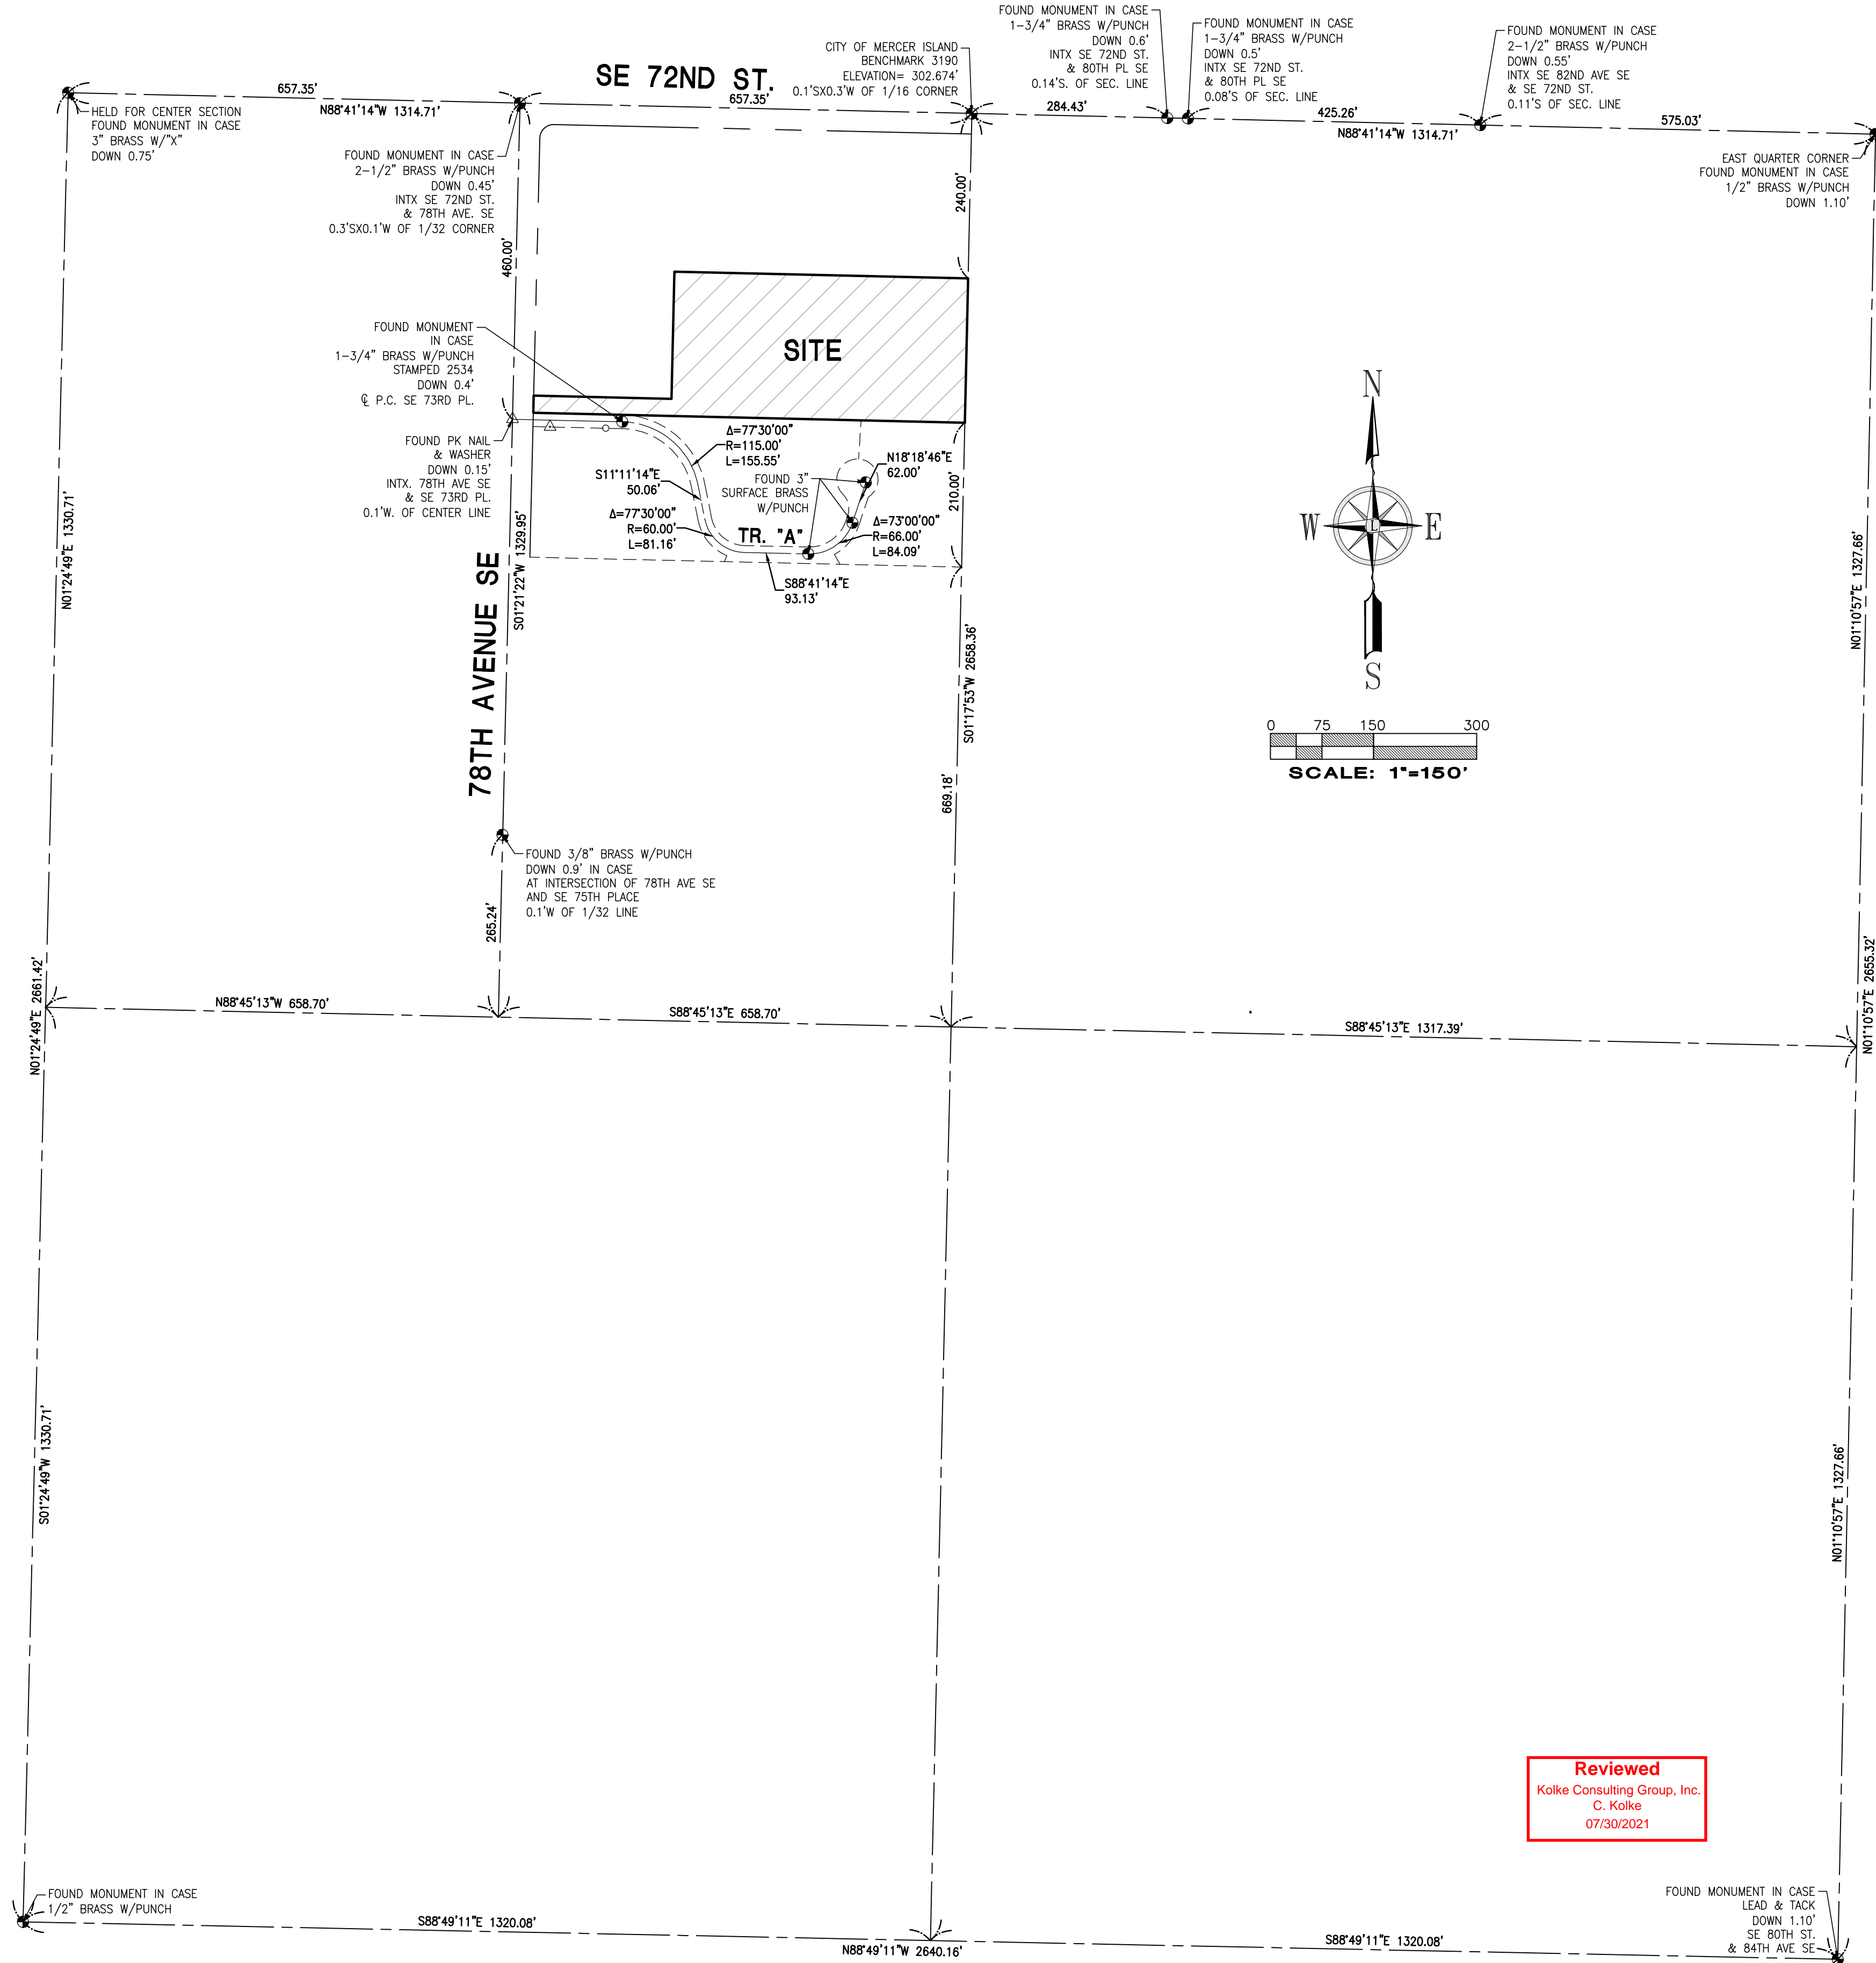 FOUND MONUMENT IN CASE
1-3/4" BRASS W/PUNCH
DOWN 0.6'
INTX SE 72ND ST.
& 80TH PL SE
0.14'S. OF SEC. LINE
FOUND MONUMENT IN CASE
1-3/4" BRASS W/PUNCH
DOWN 0.5'
INTX SE 72ND ST.
& 80TH PL SE
0.08'S OF SEC. LINE
FOUND MONUMENT IN CASE
2-1/2" BRASS W/PUNCH
DOWN 0.55'
INTX SE 82ND AVE SE
& SE 72ND ST.
0.11'S OF SEC. LINE
CITY OF MERCER ISLAND
BENCHMARK 3190
ELEVATION= 302.674'
0.1'SX0.3'W OF 1/16 CORNER
SE 72ND ST.
657.35'
N88°41'14"W 1314.71'
657.35'
284.43'
425.26'
N88°41'14"W 1314.71'
575.03'
HELD FOR CENTER SECTION
FOUND MONUMENT IN CASE
3" BRASS W/"X"
DOWN 0.75'
FOUND MONUMENT IN CASE
2-1/2" BRASS W/PUNCH
DOWN 0.45'
INTX SE 72ND ST.
& 78TH AVE. SE
0.3'SX0.1'W OF 1/32 CORNER
EAST QUARTER CORNER
FOUND MONUMENT IN CASE
1/2" BRASS W/PUNCH
DOWN 1.10'
240.00'
460.00'
FOUND MONUMENT
IN CASE
1-3/4" BRASS W/PUNCH
STAMPED 2534
DOWN 0.4'
℄ P.C. SE 73RD PL.
SITE
FOUND PK NAIL
& WASHER
DOWN 0.15'
INTX. 78TH AVE SE
& SE 73RD PL.
0.1'W. OF CENTER LINE
Δ=77°30'00"
R=115.00'
L=155.55'
S11°11'14"E
50.06'
Δ=77°30'00"
R=60.00'
L=81.16'
FOUND 3"
SURFACE BRASS
W/PUNCH
N18°18'46"E
62.00'
TR. "A"
Δ=73°00'00"
R=66.00'
L=84.09'
S88°41'14"E
93.13'
210.00'
N01°24'49"E 1330.71'
78TH AVENUE SE
S01°21'22"W 1329.95'
S01°17'53"W 2658.36'
N01°10'57"E 1327.66'
N
W
L
E
S
0 75 150 300
SCALE: 1"=150'
669.18'
FOUND 3/8" BRASS W/PUNCH
DOWN 0.9' IN CASE
AT INTERSECTION OF 78TH AVE SE
AND SE 75TH PLACE
0.1'W OF 1/32 LINE
265.24'
N01°24'49"E 2661.42'
N88°45'13"W 658.70'
S88°45'13"E 658.70'
S88°45'13"E 1317.39'
N01°10'57"E 2655.32'
S01°24'49"W 1330.71'
N01°10'57"E 1327.66'
Reviewed
Kolke Consulting Group, Inc.
C. Kolke
07/30/2021
FOUND MONUMENT IN CASE
1/2" BRASS W/PUNCH
S88°49'11"E 1320.08'
N88°49'11"W 2640.16'
S88°49'11"E 1320.08'
FOUND MONUMENT IN CASE
LEAD & TACK
DOWN 1.10'
SE 80TH ST.
& 84TH AVE SE